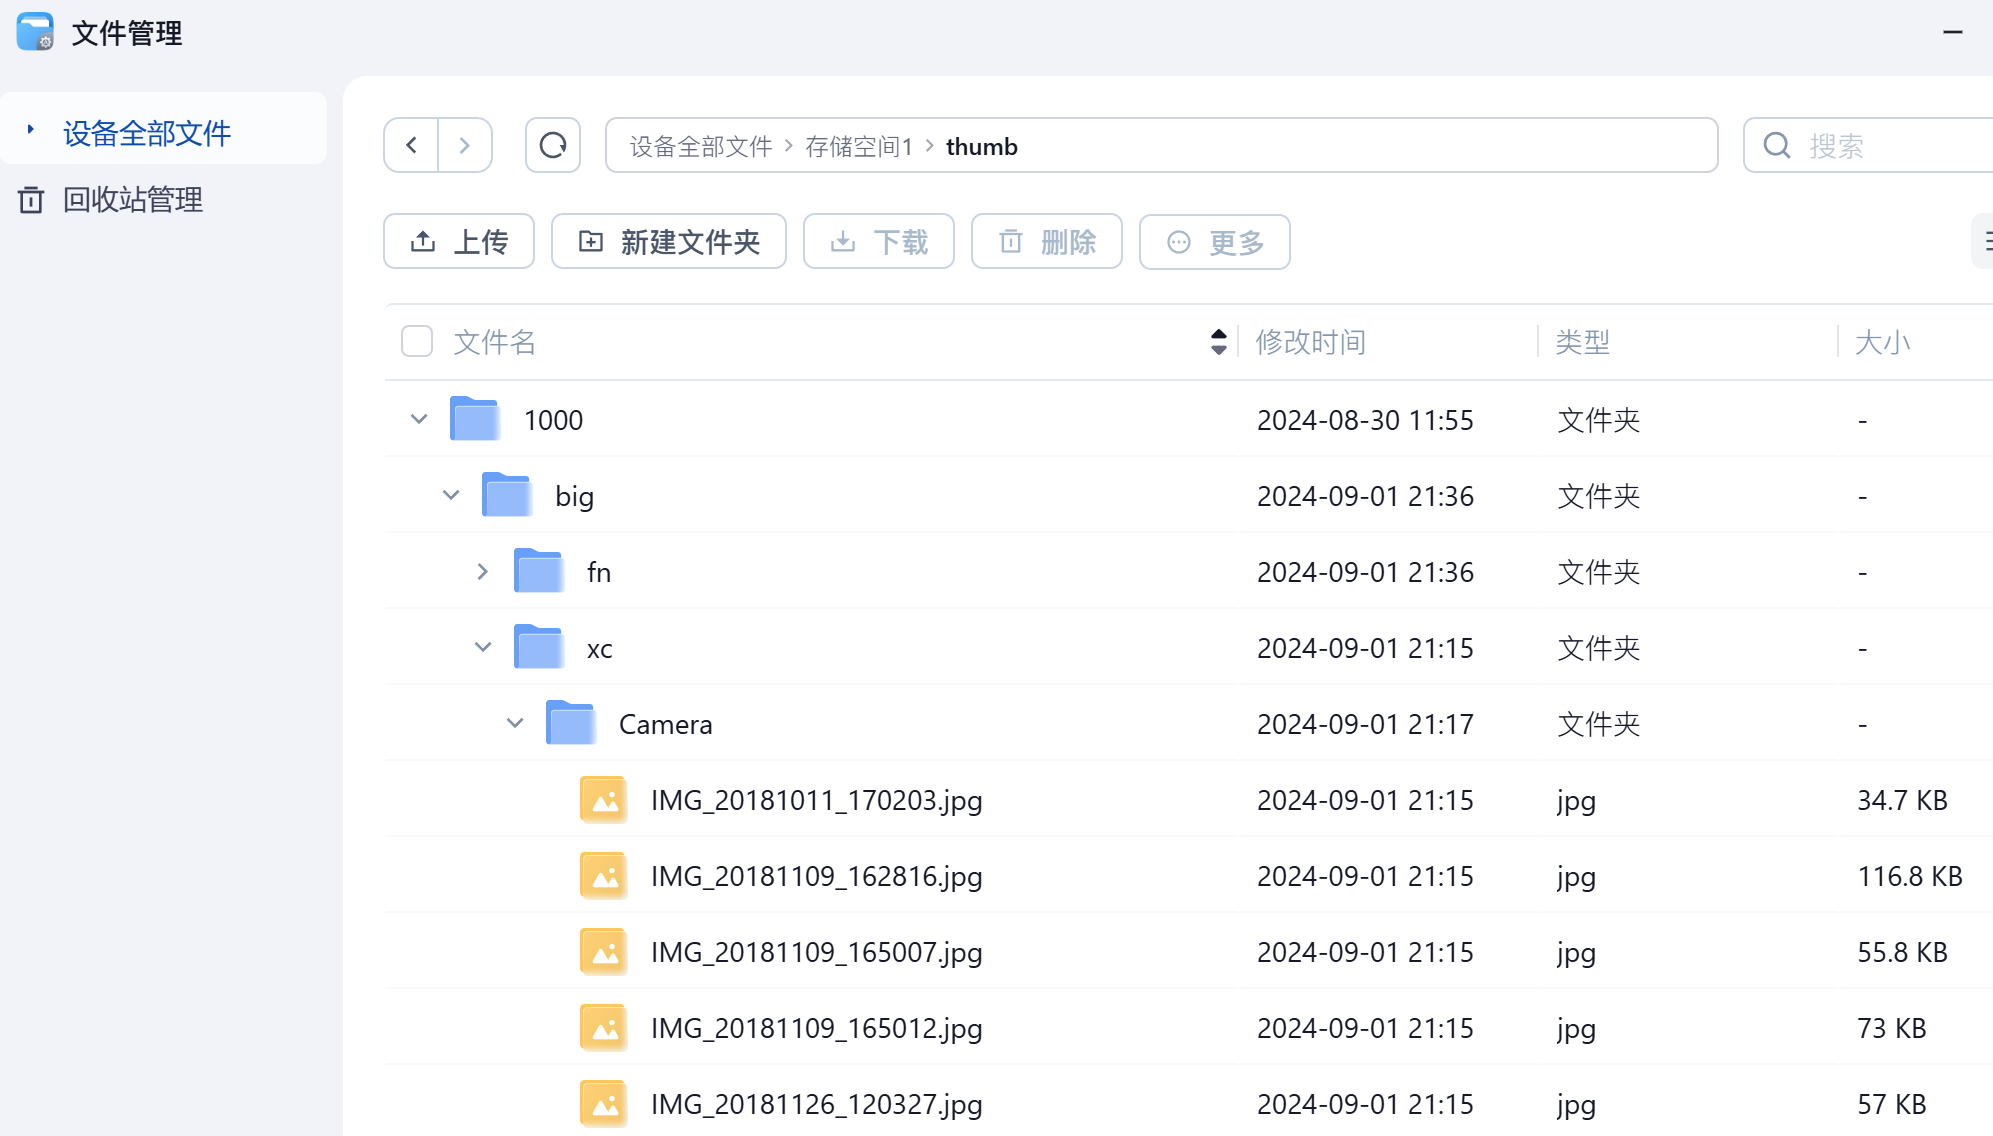 文件管理
设备全部文件
回收站管理
设备全部文件 > 存储空间1 > thumb
搜索
上传 新建文件夹 下载 删除 更多
文件名 修改时间 类型 大小
1000 2024-08-30 11:55 文件夹 -
big 2024-09-01 21:36 文件夹 -
fn 2024-09-01 21:36 文件夹 -
xc 2024-09-01 21:15 文件夹 -
Camera 2024-09-01 21:17 文件夹 -
IMG_20181011_170203.jpg 2024-09-01 21:15 jpg 34.7 KB
IMG_20181109_162816.jpg 2024-09-01 21:15 jpg 116.8 KB
IMG_20181109_165007.jpg 2024-09-01 21:15 jpg 55.8 KB
IMG_20181109_165012.jpg 2024-09-01 21:15 jpg 73 KB
IMG_20181126_120327.jpg 2024-09-01 21:15 jpg 57 KB